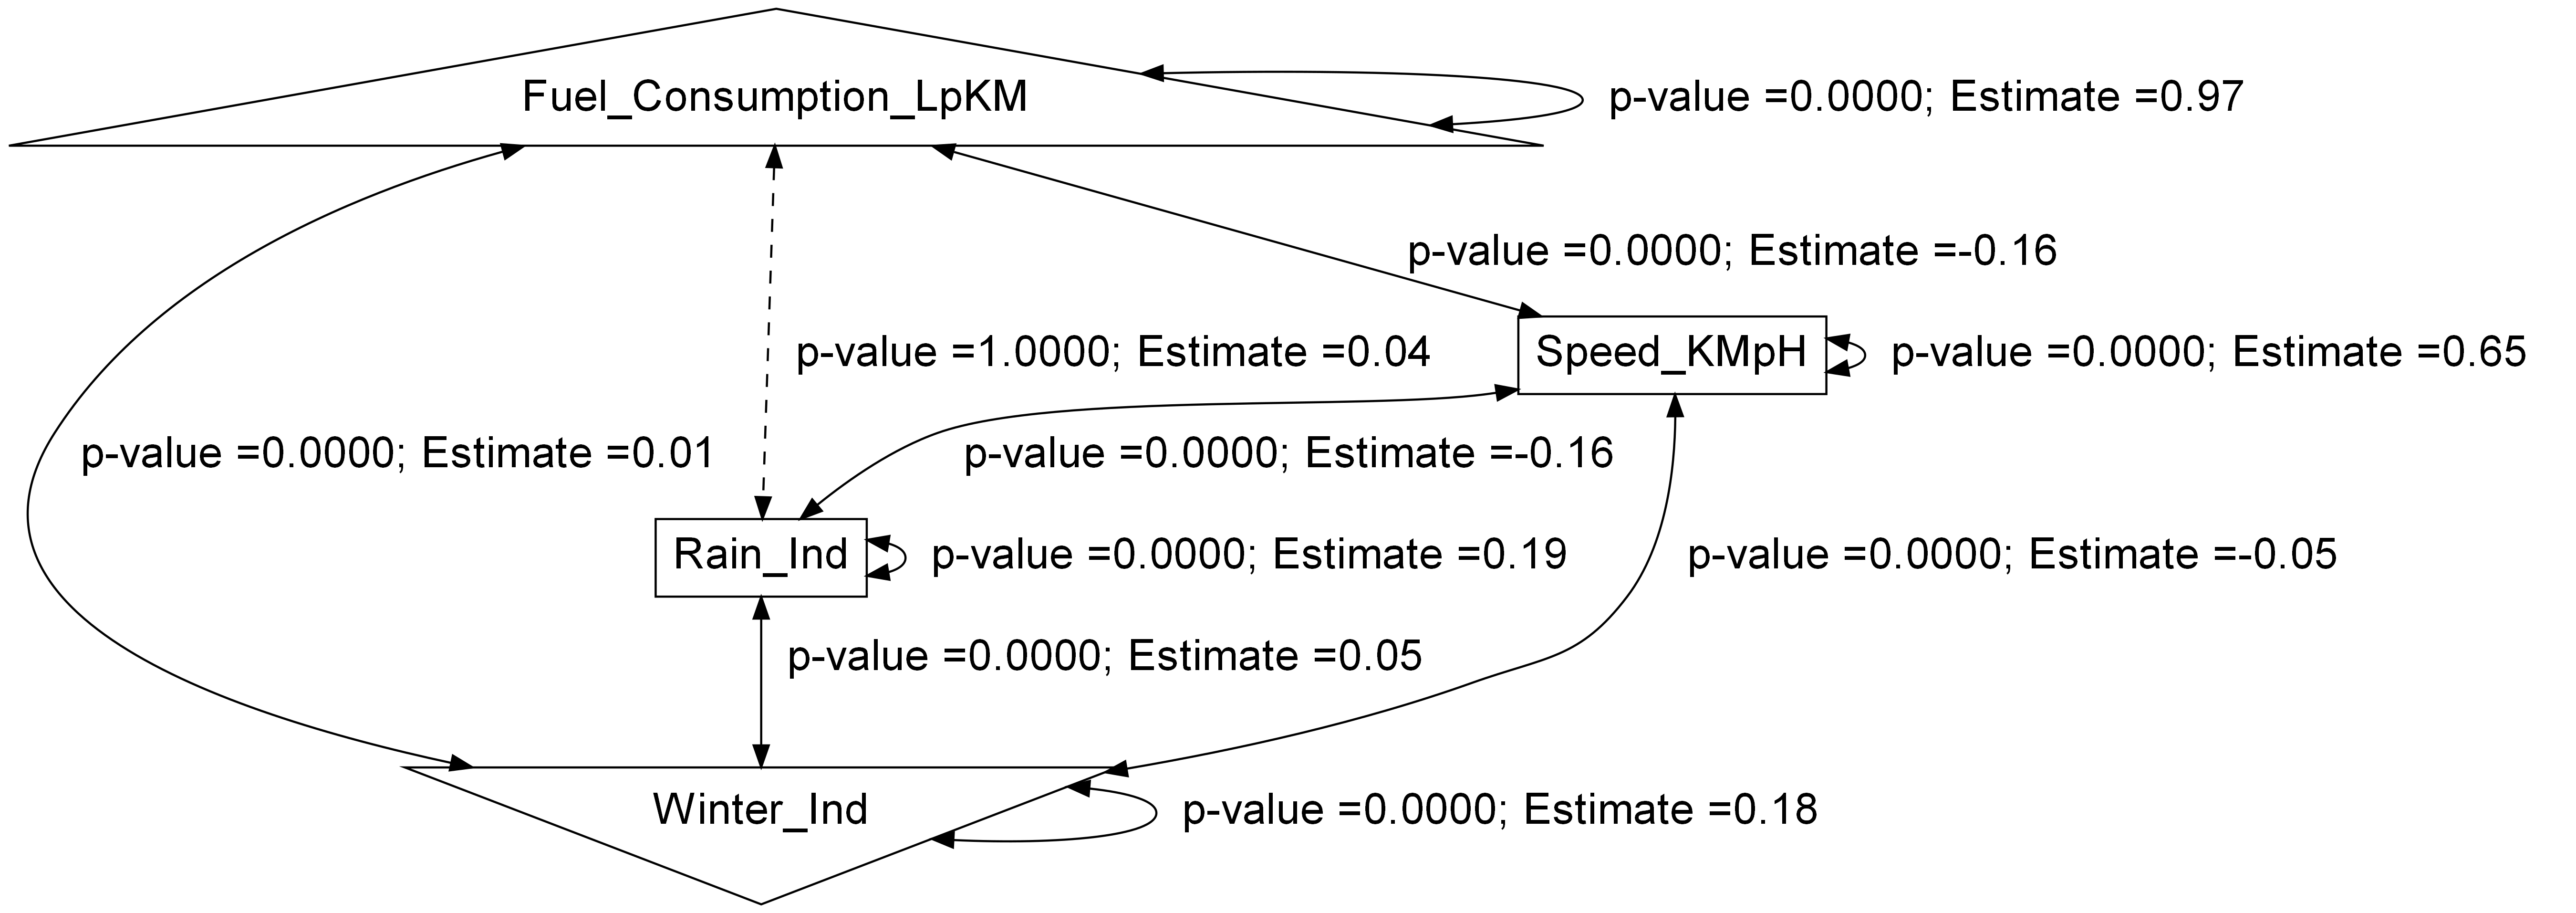 Fuel_Consumption_LpKM
p-value =0.0000; Estimate =0.97
p-value =0.0000; Estimate =-0.16
p-value =1.0000; Estimate =0.04
Speed_KMpH
p-value =0.0000; Estimate =0.65
p-value =0.0000; Estimate =0.01
p-value =0.0000; Estimate =-0.16
Rain_Ind
p-value =0.0000; Estimate =0.19
p-value =0.0000; Estimate =-0.05
p-value =0.0000; Estimate =0.05
Winter_Ind
p-value =0.0000; Estimate =0.18